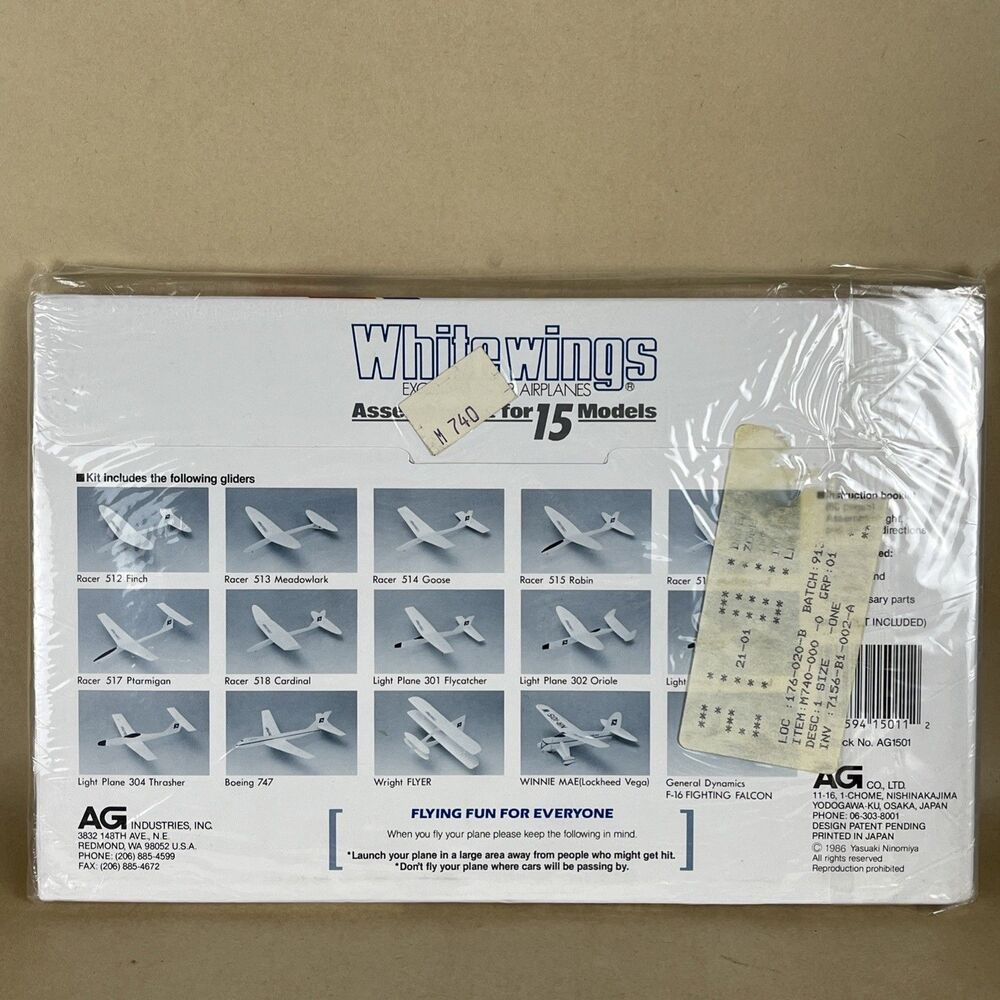 Whitewings
AIRPLANES ®
for 15 Models
M 740
■ Kit includes the following gliders
Racer 512 Finch
Racer 513 Meadowlark
Racer 514 Goose
Racer 515 Robin
Racer
Racer 517 Ptarmigan
Racer 518 Cardinal
Light Plane 301 Flycatcher
Light Plane 302 Oriole
Light
Light Plane 304 Thrasher
Boeing 747
Wright FLYER
WINNIE MAE(Lockheed Vega)
General Dynamics
F-16 FIGHTING FALCON
21-01
LOC :176-020-B BATCH:
ITEM:M740-000 -0 GRP:01
DESC:1 SIZE -ONE
INV :7156-B1-002-A
INCLUDED)
594 15011 2
No. AG1501
AG INDUSTRIES, INC.
3832 148TH AVE., N.E.
REDMOND, WA 98052 U.S.A.
PHONE: (206) 885-4599
FAX: (206) 885-4672
FLYING FUN FOR EVERYONE
When you fly your plane please keep the following in mind.
*Launch your plane in a large area away from people who might get hit.
*Don't fly your plane where cars will be passing by.
AG CO., LTD.
11-16, 1-CHOME, NISHINAKAJIMA
YODOGAWA-KU, OSAKA, JAPAN
PHONE: 06-303-8001
DESIGN PATENT PENDING
PRINTED IN JAPAN
© 1986 Yasuaki Ninomiya
All rights reserved
Reproduction prohibited